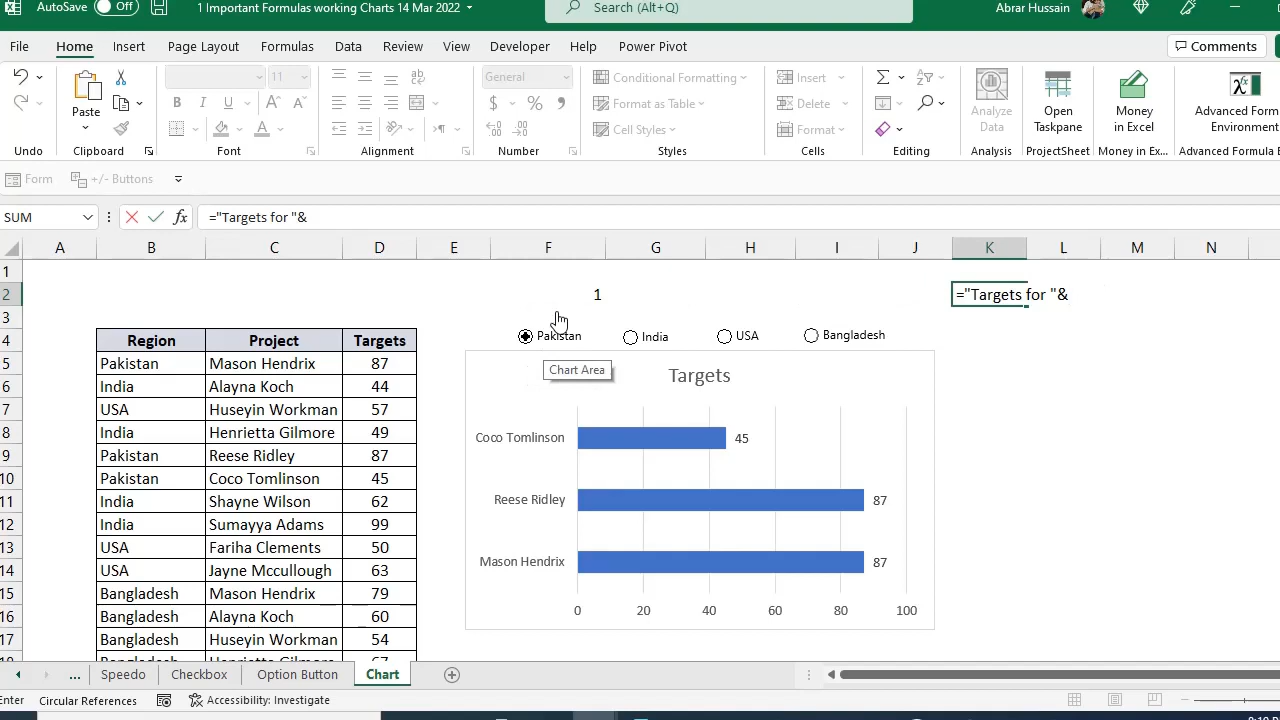 AutoSave Off 1 Important Formulas working Charts 14 Mar 2022 Search (Alt+Q) Abrar Hussain
File Home Insert Page Layout Formulas Data Review View Developer Help Power Pivot Comments
11 General Conditional Formatting Insert
Paste Format as Table Delete Analyze Data Open Taskpane Money in Excel Advanced Form Environment
B I U A A $ % Cell Styles Format
Undo Clipboard Font Alignment Number Styles Cells Editing Analysis ProjectSheet Money in Ex... Advanced Formula E
Form +/- Buttons
SUM fx ="Targets for "&
A B C D E F G H I J K L M N
1
2 1 ="Targets for "&
3
4 Region Project Targets Pakistan India USA Bangladesh
5 Pakistan Mason Hendrix 87
6 India Alayna Koch 44
7 USA Huseyin Workman 57
8 India Henrietta Gilmore 49
9 Pakistan Reese Ridley 87
10 Pakistan Coco Tomlinson 45
11 India Shayne Wilson 62
12 India Sumayya Adams 99
13 USA Fariha Clements 50
14 USA Jayne Mccullough 63
15 Bangladesh Mason Hendrix 79
16 Bangladesh Alayna Koch 60
17 Bangladesh Huseyin Workman 54
Chart Area
Targets
Coco Tomlinson 45
Reese Ridley 87
Mason Hendrix 87
0 20 40 60 80 100
... Speedo Checkbox Option Button Chart
Enter Circular References Accessibility: Investigate